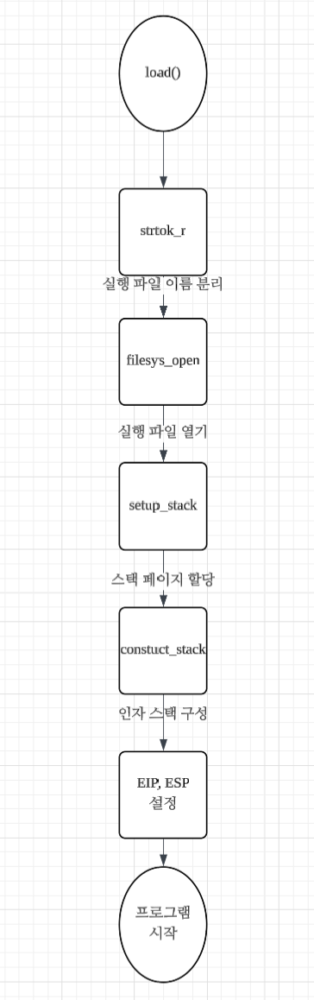 load()
strtok_r
실행 파일 이름 분리
filesys_open
실행 파일 열기
setup_stack
스택 페이지 할당
constuct_stack
인자 스택 구성
EIP, ESP
설정
프로그램
시작